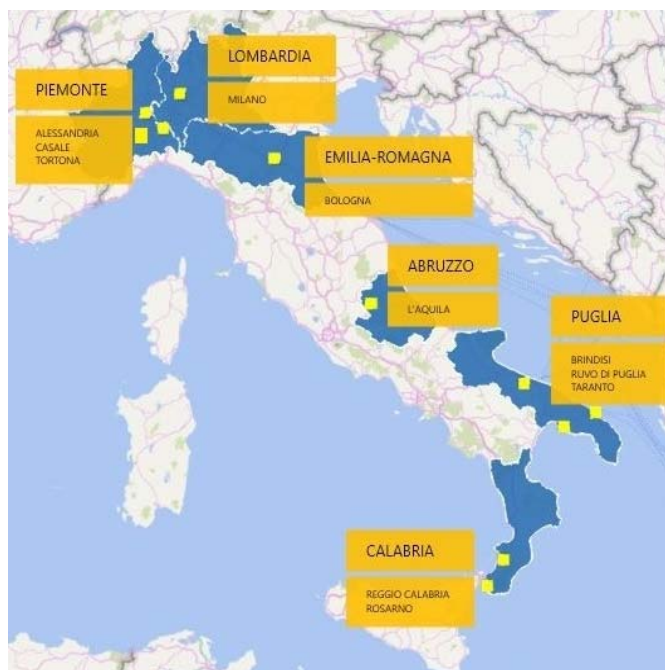 LOMBARDIA
MILANO
PIEMONTE
ALESSANDRIA
CASALE
TORTONA
EMILIA-ROMAGNA
BOLOGNA
ABRUZZO
L'AQUILA
PUGLIA
BRINDISI
RUVO DI PUGLIA
TARANTO
CALABRIA
REGGIO CALABRIA
ROSARNO